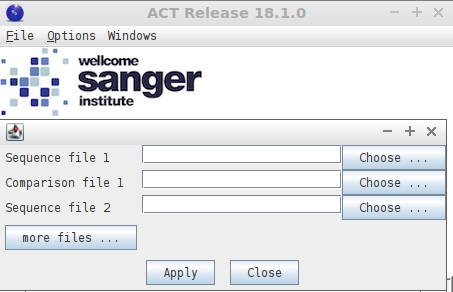 ACT Release 18.1.0
File Options Windows
wellcome
sanger
institute
Sequence file 1 Choose ...
Comparison file 1 Choose ...
Sequence file 2 Choose ...
more files ...
Apply Close